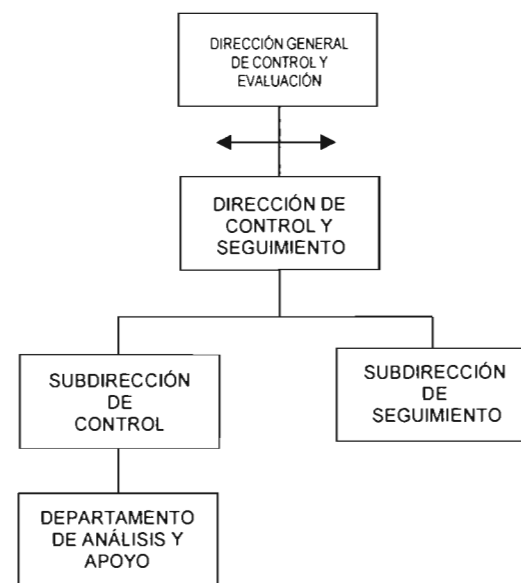 DIRECCIÓN GENERAL
DE CONTROL Y
EVALUACIÓN
DIRECCIÓN DE
CONTROL Y
SEGUIMIENTO
SUBDIRECCIÓN
DE
CONTROL
SUBDIRECCIÓN
DE
SEGUIMIENTO
DEPARTAMENTO
DE ANÁLISIS Y
APOYO